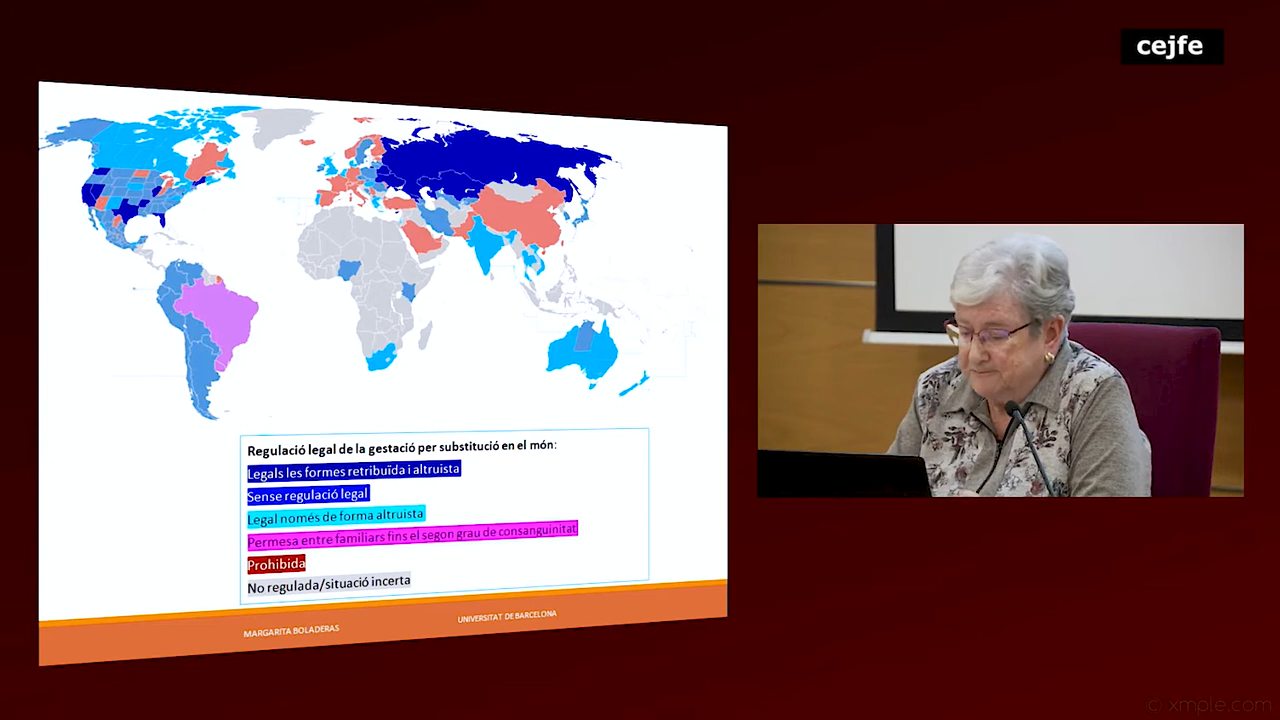 cejfe
Regulació legal de la gestació per substitució en el món:
Legals les formes retribuïda i altruista
Sense regulació legal
Legal només de forma altruista
Permesa entre familiars fins el segon grau de consanguinitat
Prohibida
No regulada/situació incerta
MARGARITA BOLADERAS
UNIVERSITAT DE BARCELONA
© xmple.com